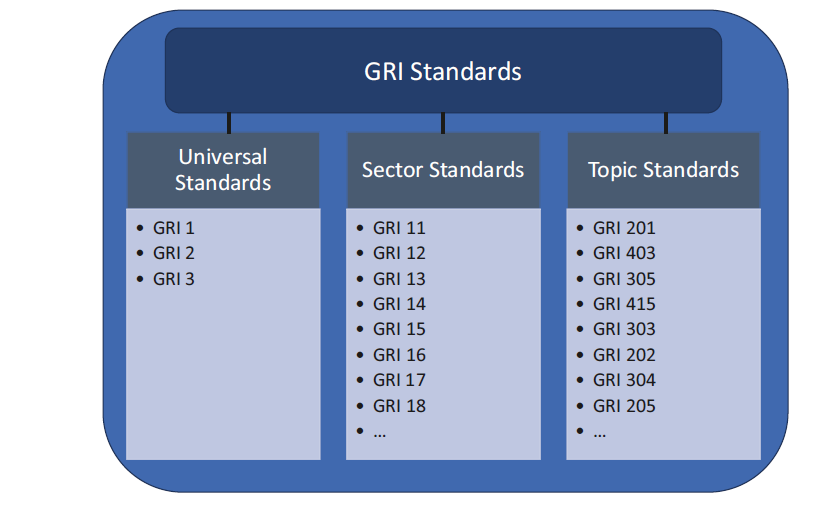 GRI Standards
Universal
Standards
• GRI 1
• GRI 2
• GRI 3
Sector Standards
• GRI 11
• GRI 12
• GRI 13
• GRI 14
• GRI 15
• GRI 16
• GRI 17
• GRI 18
• ...
Topic Standards
• GRI 201
• GRI 403
• GRI 305
• GRI 415
• GRI 303
• GRI 202
• GRI 304
• GRI 205
• ...